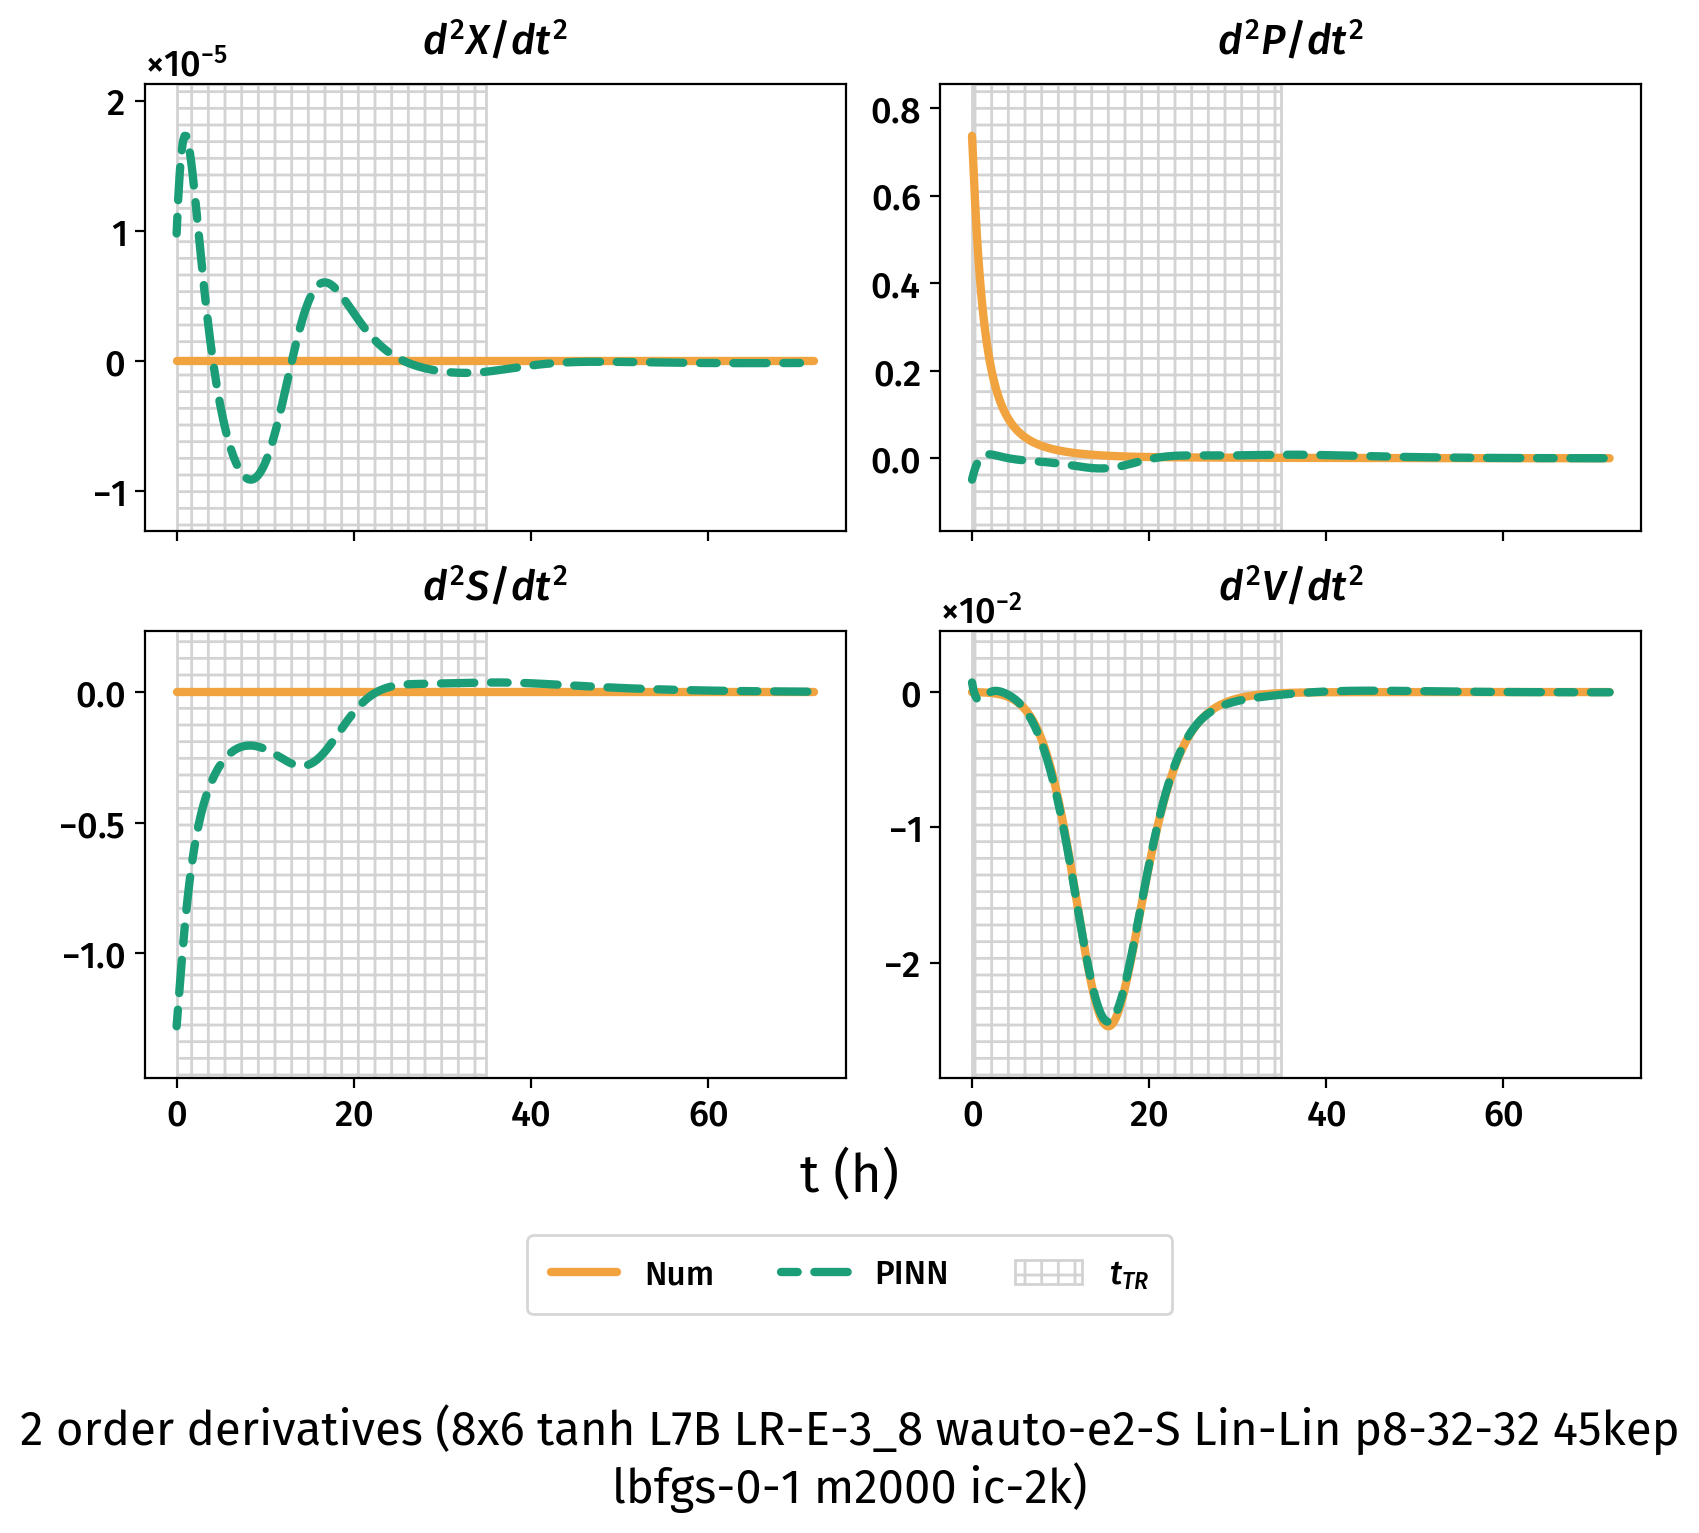 d²X/dt²
×10⁻⁵
2
1
0
−1
d²P/dt²
0.8
0.6
0.4
0.2
0.0
d²S/dt²
0.0
−0.5
−1.0
0 20 40 60
d²V/dt²
×10⁻²
0
−1
−2
0 20 40 60
t (h)
Num PINN t_TR
2 order derivatives (8x6 tanh L7B LR-E-3_8 wauto-e2-S Lin-Lin p8-32-32 45kep
lbfgs-0-1 m2000 ic-2k)